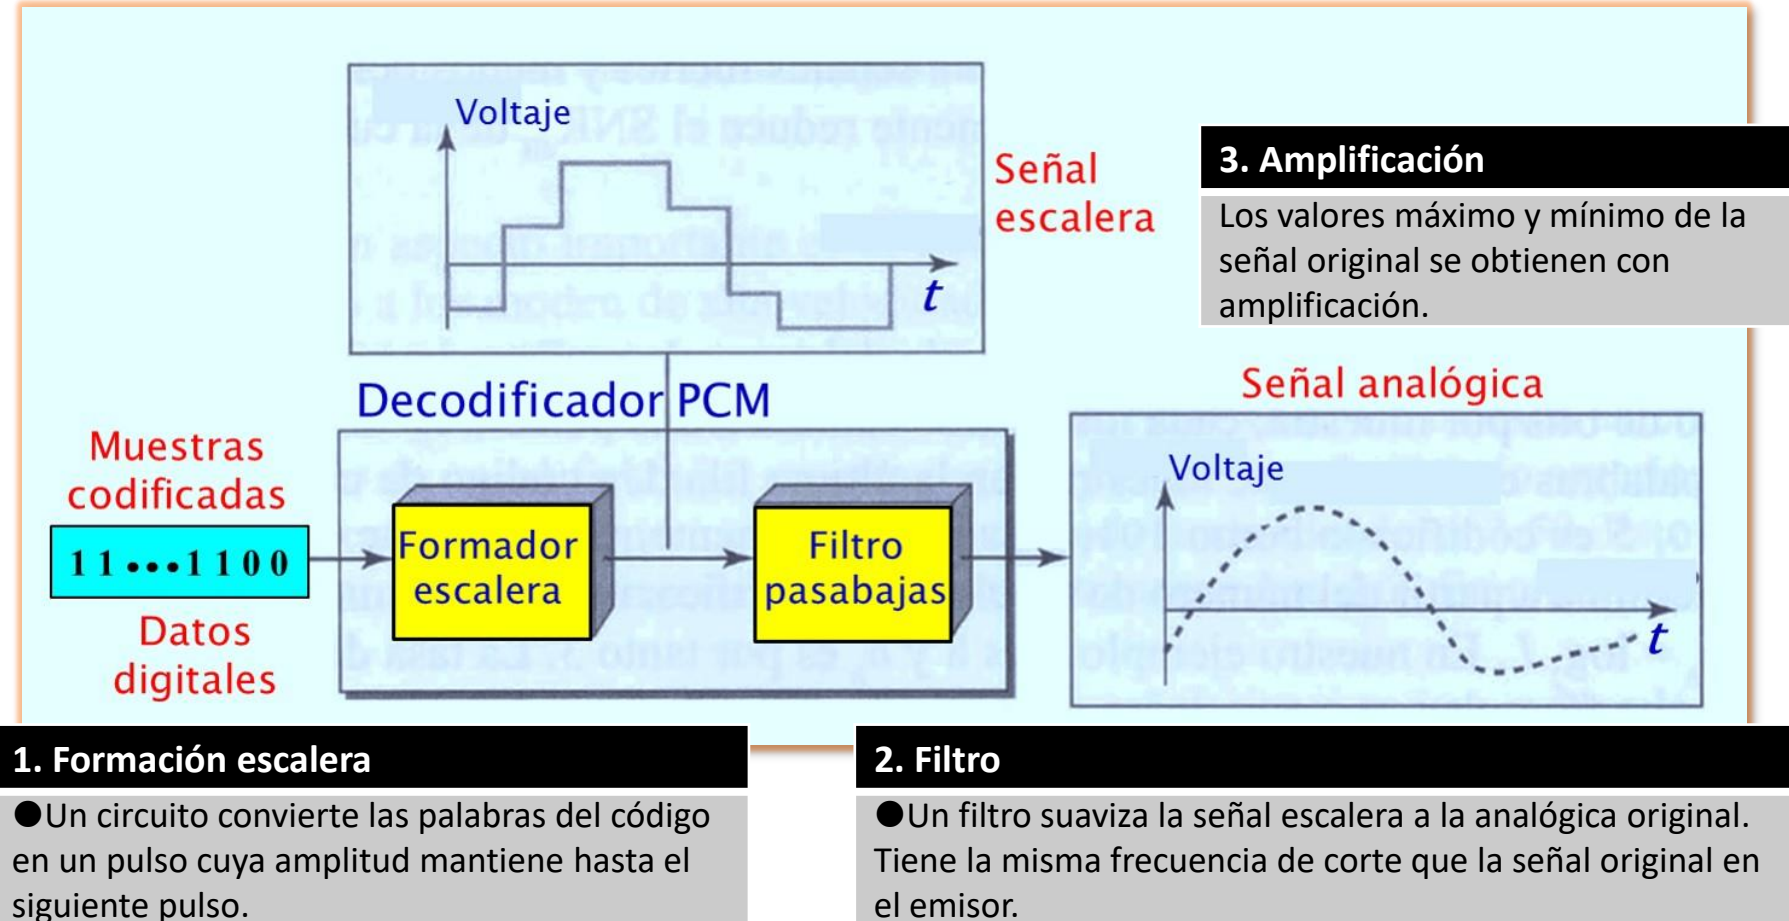 Voltaje
t
Señal
escalera
3. Amplificación
Los valores máximo y mínimo de la
señal original se obtienen con
amplificación.
Decodificador PCM
Señal analógica
Muestras
codificadas
11•••1100
Datos
digitales
Formador
escalera
Filtro
pasabajas
Voltaje
t
1. Formación escalera
●Un circuito convierte las palabras del código
en un pulso cuya amplitud mantiene hasta el
siguiente pulso.
2. Filtro
●Un filtro suaviza la señal escalera a la analógica original.
Tiene la misma frecuencia de corte que la señal original en
el emisor.